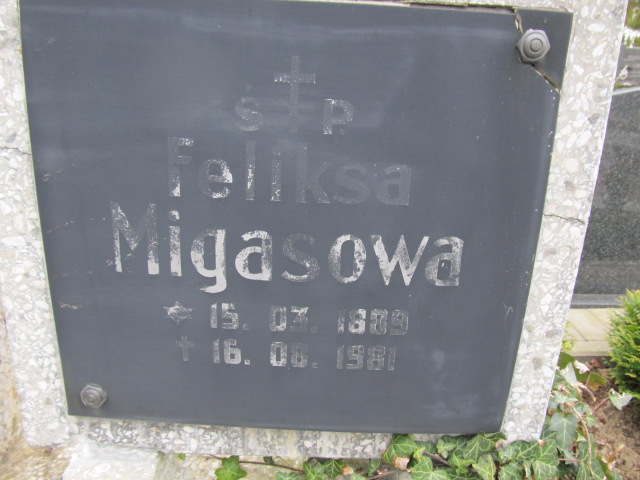 Ś P.
Feliksa
Migasowa
15. 03. 1889
16. 08. 1981